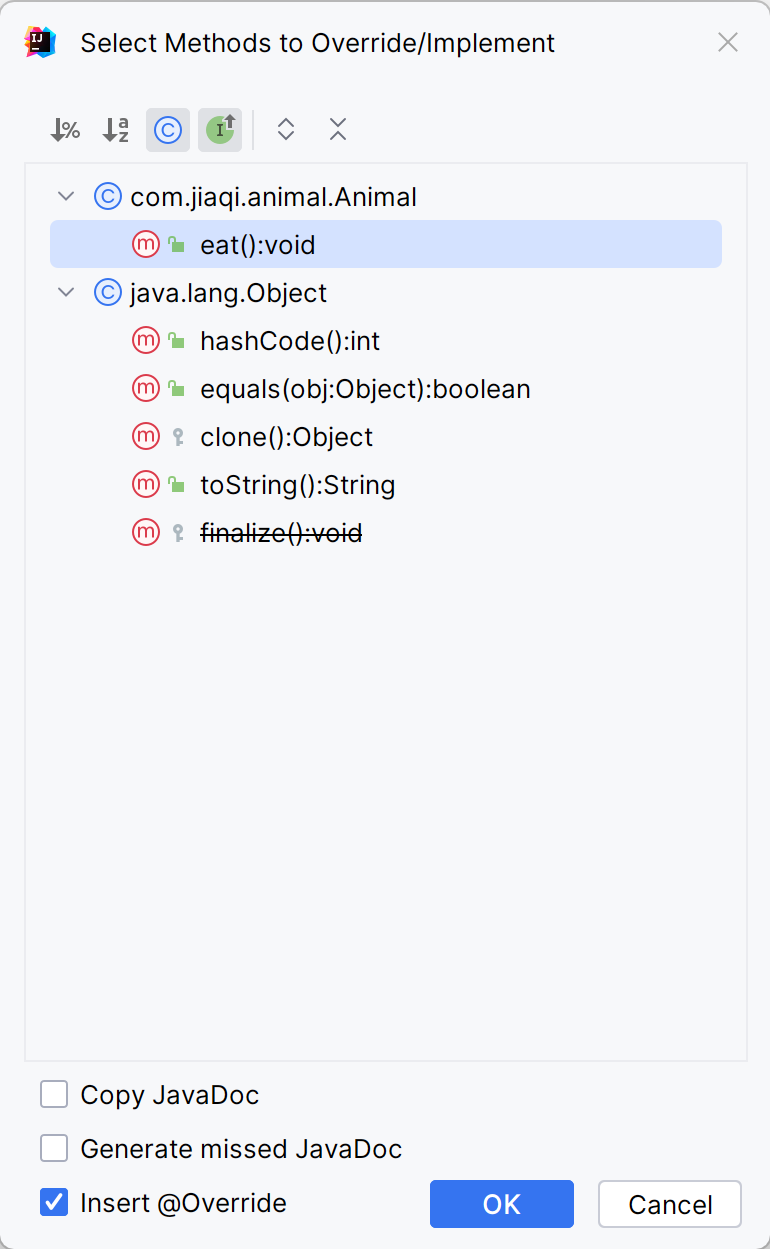 Select Methods to Override/Implement
com.jiaqi.animal.Animal
eat():void
java.lang.Object
hashCode():int
equals(obj:Object):boolean
clone():Object
toString():String
finalize():void
Copy JavaDoc
Generate missed JavaDoc
Insert @Override
OK
Cancel